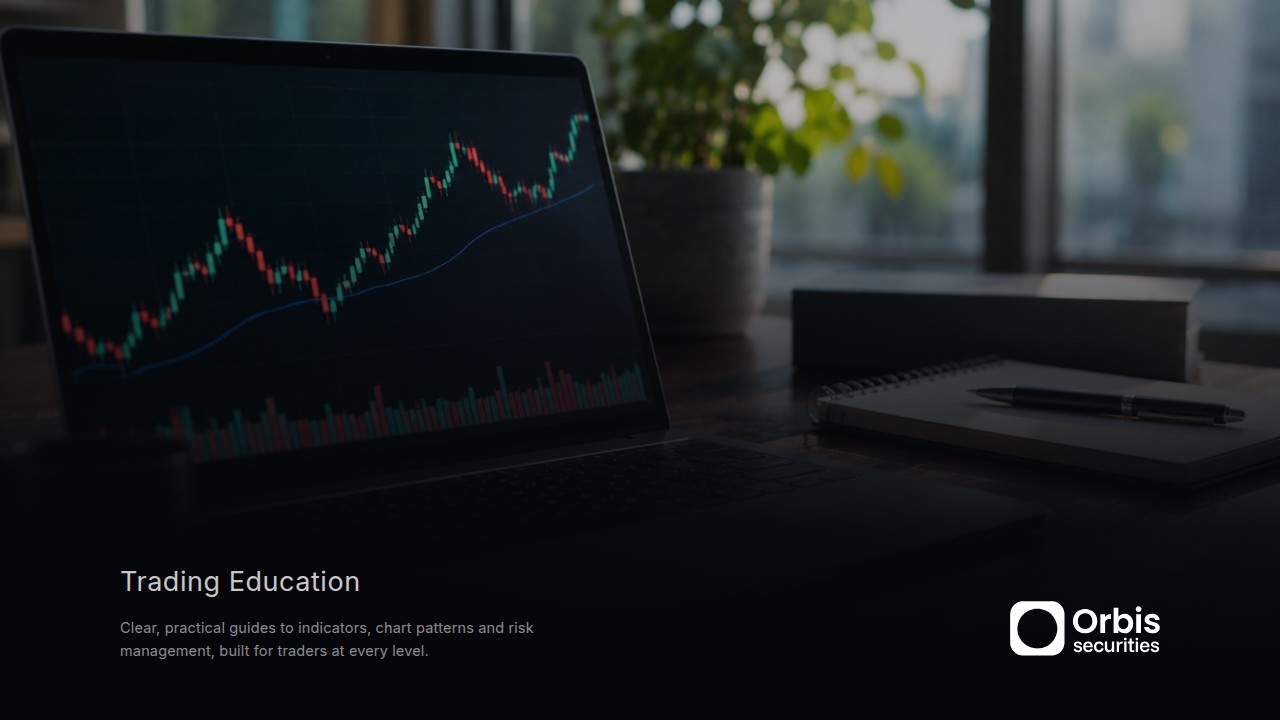 Trading Education
Clear, practical guides to indicators, chart patterns and risk
management, built for traders at every level.
Orbis
securities